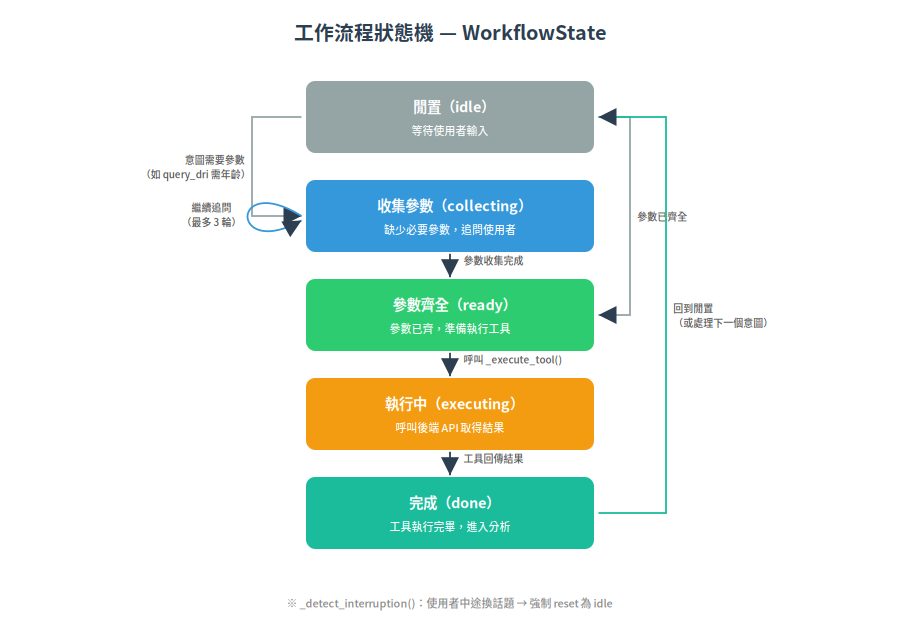 工作流程狀態機 — WorkflowState
閒置（idle）
等待使用者輸入
意圖需要參數
（如 query_dri 需年齡）
收集參數（collecting）
缺少必要參數，追問使用者
繼續追問
（最多 3 輪）
參數已齊全
參數收集完成
參數齊全（ready）
參數已齊，準備執行工具
回到閒置
（或處理下一個意圖）
呼叫 _execute_tool()
執行中（executing）
呼叫後端 API 取得結果
工具回傳結果
完成（done）
工具執行完畢，進入分析
※ _detect_interruption()：使用者中途換話題 → 強制 reset 為 idle